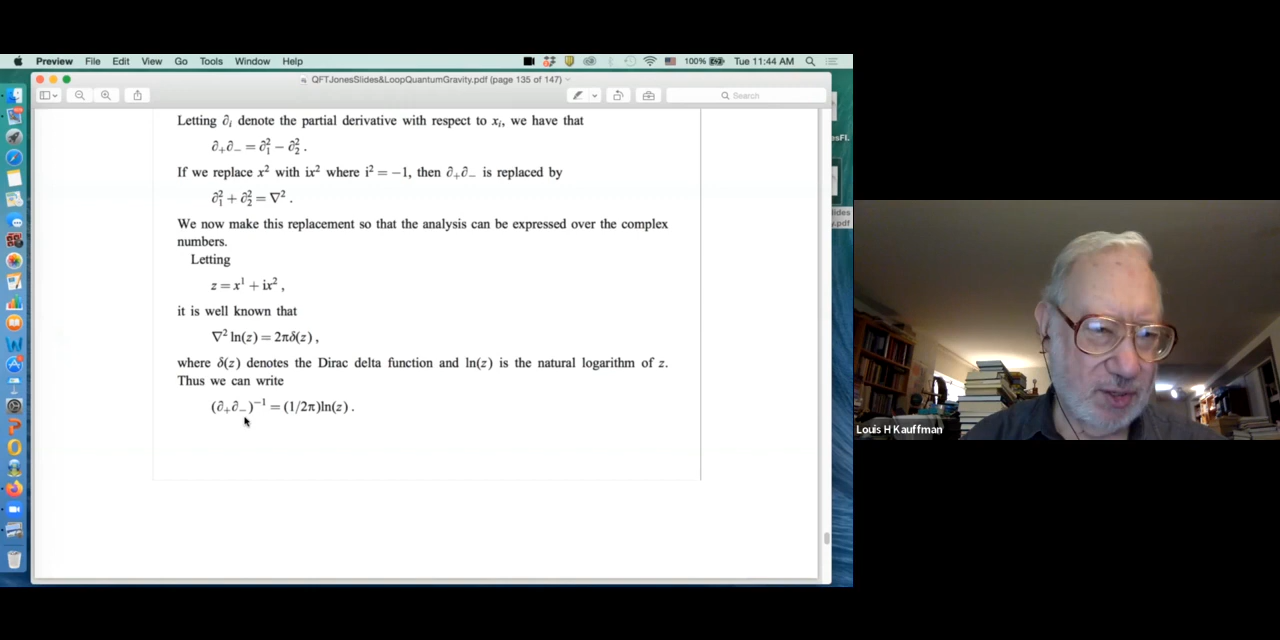 Preview File Edit View Go Tools Window Help 100% Tue 11:44 AM
QFTJonesSlides&LoopQuantumGravity.pdf (page 135 of 147)
Search
Letting ∂ᵢ denote the partial derivative with respect to xᵢ, we have that
∂₊∂₋ = ∂₁² − ∂₂² .
If we replace x² with ix² where i² = −1, then ∂₊∂₋ is replaced by
∂₁² + ∂₂² = ∇² .
We now make this replacement so that the analysis can be expressed over the complex
numbers.
Letting
z = x¹ + ix² ,
it is well known that
∇² ln(z) = 2πδ(z) ,
where δ(z) denotes the Dirac delta function and ln(z) is the natural logarithm of z.
Thus we can write
(∂₊∂₋)⁻¹ = (1/2π)ln(z) .
Louis H Kauffman